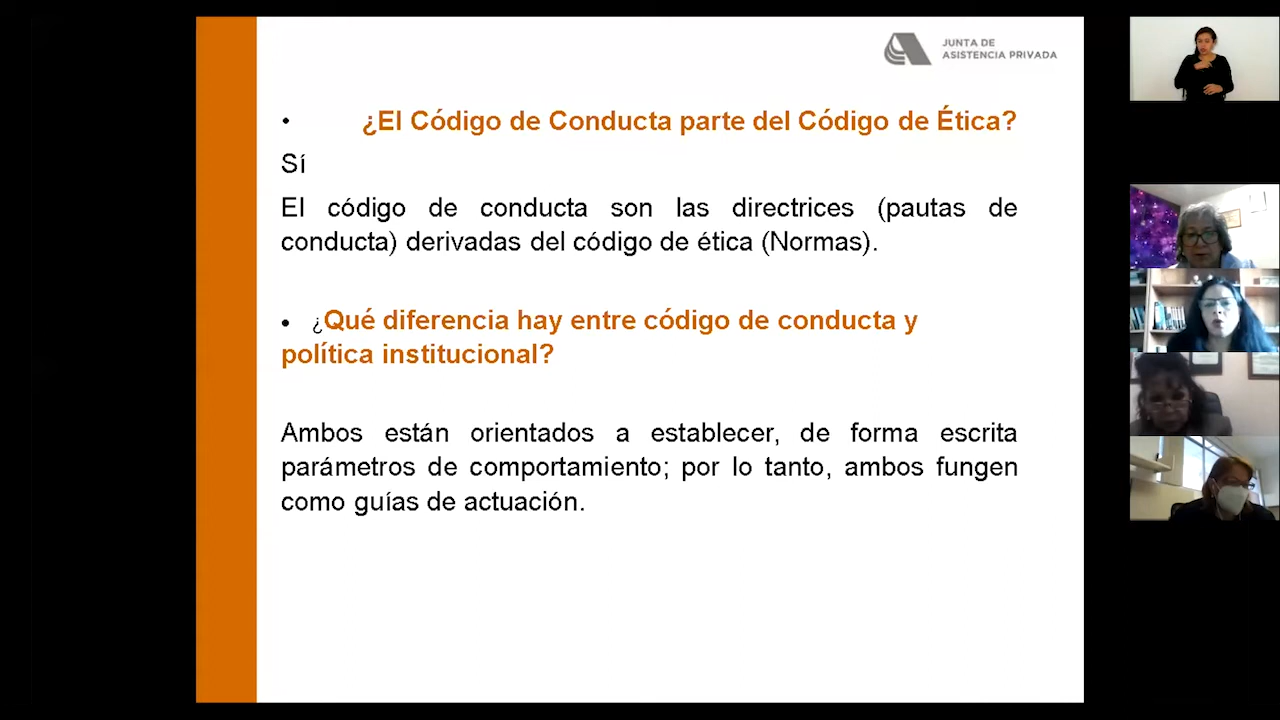 JUNTA DE
ASISTENCIA PRIVADA
• ¿El Código de Conducta parte del Código de Ética?
Sí
El código de conducta son las directrices (pautas de
conducta) derivadas del código de ética (Normas).
• ¿Qué diferencia hay entre código de conducta y
política institucional?
Ambos están orientados a establecer, de forma escrita
parámetros de comportamiento; por lo tanto, ambos fungen
como guías de actuación.